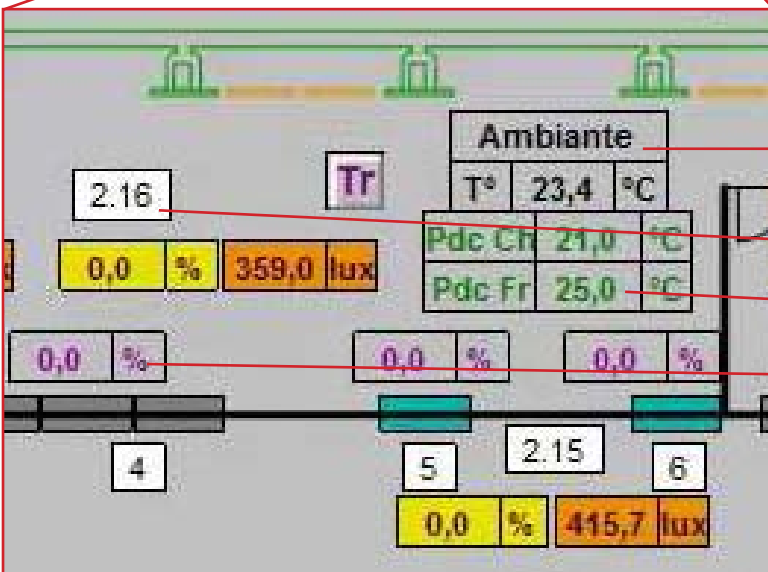 Ambiante
Tr
T° 23,4 °C
2.16
Pdc Ch 21,0 °C
0,0 % 359,0 lux
Pdc Fr 25,0 °C
0,0 %
0,0 %
0,0 %
4
5
2.15
6
0,0 % 415,7 lux